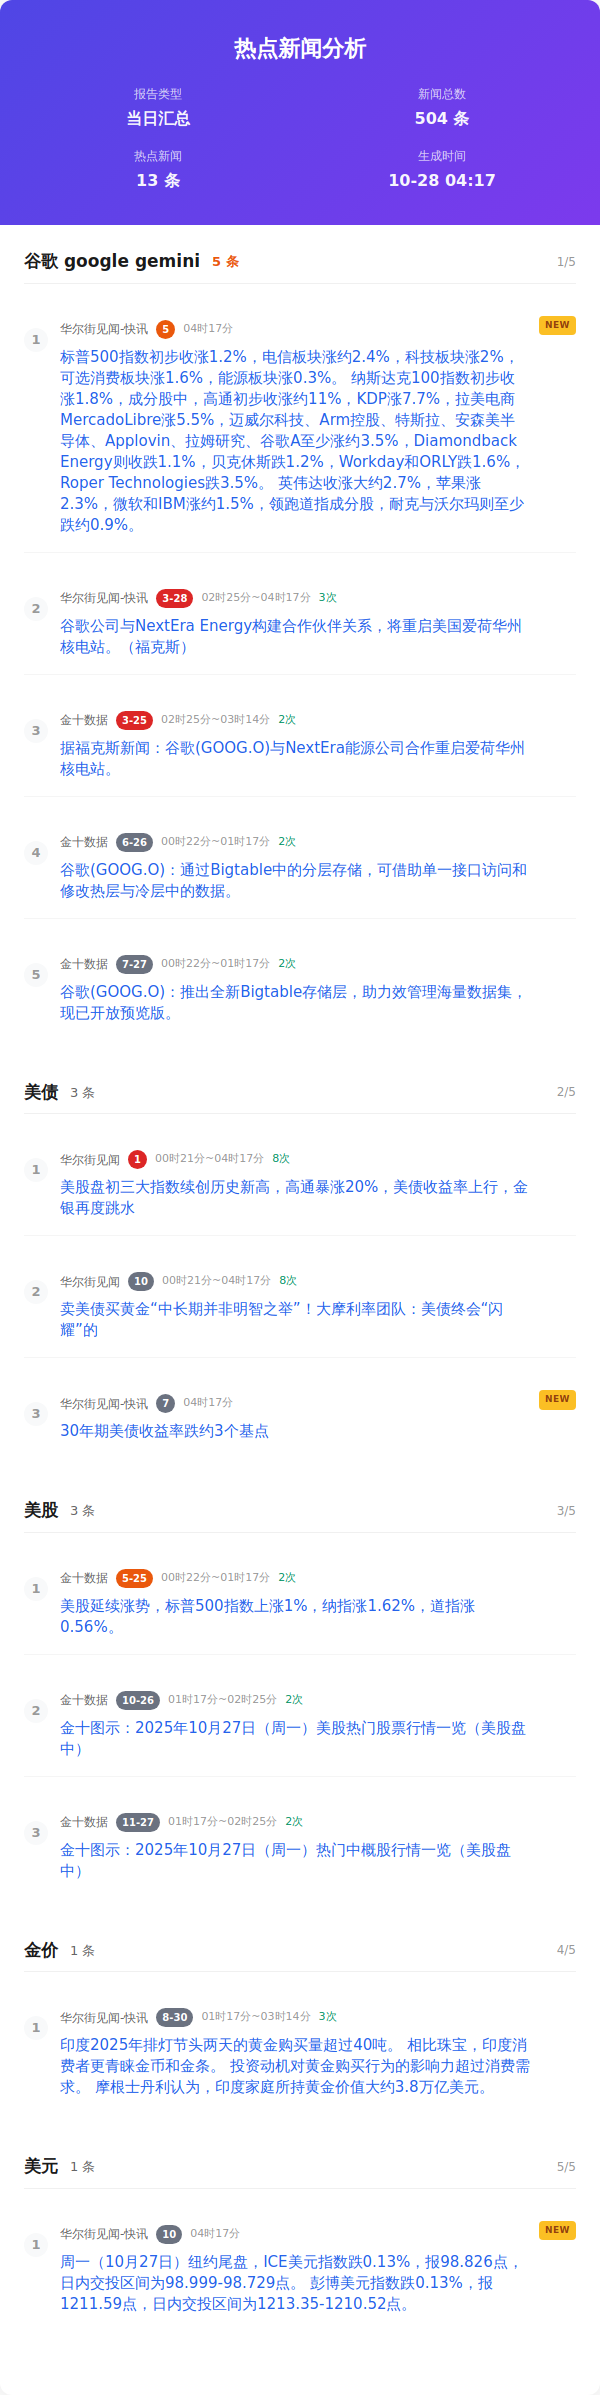 热点新闻分析
报告类型
当日汇总
新闻总数
504 条
热点新闻
13 条
生成时间
10-28 04:17
谷歌 google gemini 5 条 1/5
1 华尔街见闻-快讯 5 04时17分 NEW
标普500指数初步收涨1.2%，电信板块涨约2.4%，科技板块涨2%，
可选消费板块涨1.6%，能源板块涨0.3%。 纳斯达克100指数初步收
涨1.8%，成分股中，高通初步收涨约11%，KDP涨7.7%，拉美电商
MercadoLibre涨5.5%，迈威尔科技、Arm控股、特斯拉、安森美半
导体、Applovin、拉姆研究、谷歌A至少涨约3.5%，Diamondback
Energy则收跌1.1%，贝克休斯跌1.2%，Workday和ORLY跌1.6%，
Roper Technologies跌3.5%。 英伟达收涨大约2.7%，苹果涨
2.3%，微软和IBM涨约1.5%，领跑道指成分股，耐克与沃尔玛则至少
跌约0.9%。
2 华尔街见闻-快讯 3-28 02时25分~04时17分 3次
谷歌公司与NextEra Energy构建合作伙伴关系，将重启美国爱荷华州
核电站。（福克斯）
3 金十数据 3-25 02时25分~03时14分 2次
据福克斯新闻：谷歌(GOOG.O)与NextEra能源公司合作重启爱荷华州
核电站。
4 金十数据 6-26 00时22分~01时17分 2次
谷歌(GOOG.O)：通过Bigtable中的分层存储，可借助单一接口访问和
修改热层与冷层中的数据。
5 金十数据 7-27 00时22分~01时17分 2次
谷歌(GOOG.O)：推出全新Bigtable存储层，助力高效管理海量数据集，
现已开放预览版。
美债 3 条 2/5
1 华尔街见闻 1 00时21分~04时17分 8次
美股盘初三大指数续创历史新高，高通暴涨20%，美债收益率上行，金
银再度跳水
2 华尔街见闻 10 00时21分~04时17分 8次
卖美债买黄金“中长期并非明智之举”！大摩利率团队：美债终会“闪
耀”的
3 华尔街见闻-快讯 7 04时17分 NEW
30年期美债收益率跌约3个基点
美股 3 条 3/5
1 金十数据 5-25 00时22分~01时17分 2次
美股延续涨势，标普500指数上涨1%，纳指涨1.62%，道指涨
0.56%。
2 金十数据 10-26 01时17分~02时25分 2次
金十图示：2025年10月27日（周一）美股热门股票行情一览（美股盘
中）
3 金十数据 11-27 01时17分~02时25分 2次
金十图示：2025年10月27日（周一）热门中概股行情一览（美股盘
中）
金价 1 条 4/5
1 华尔街见闻-快讯 8-30 01时17分~03时14分 3次
印度2025年排灯节头两天的黄金购买量超过40吨。 相比珠宝，印度消
费者更青睐金币和金条。 投资动机对黄金购买行为的影响力超过消费需
求。 摩根士丹利认为，印度家庭所持黄金价值大约3.8万亿美元。
美元 1 条 5/5
1 华尔街见闻-快讯 10 04时17分 NEW
周一（10月27日）纽约尾盘，ICE美元指数跌0.13%，报98.826点，
日内交投区间为98.999-98.729点。 彭博美元指数跌0.13%，报
1211.59点，日内交投区间为1213.35-1210.52点。